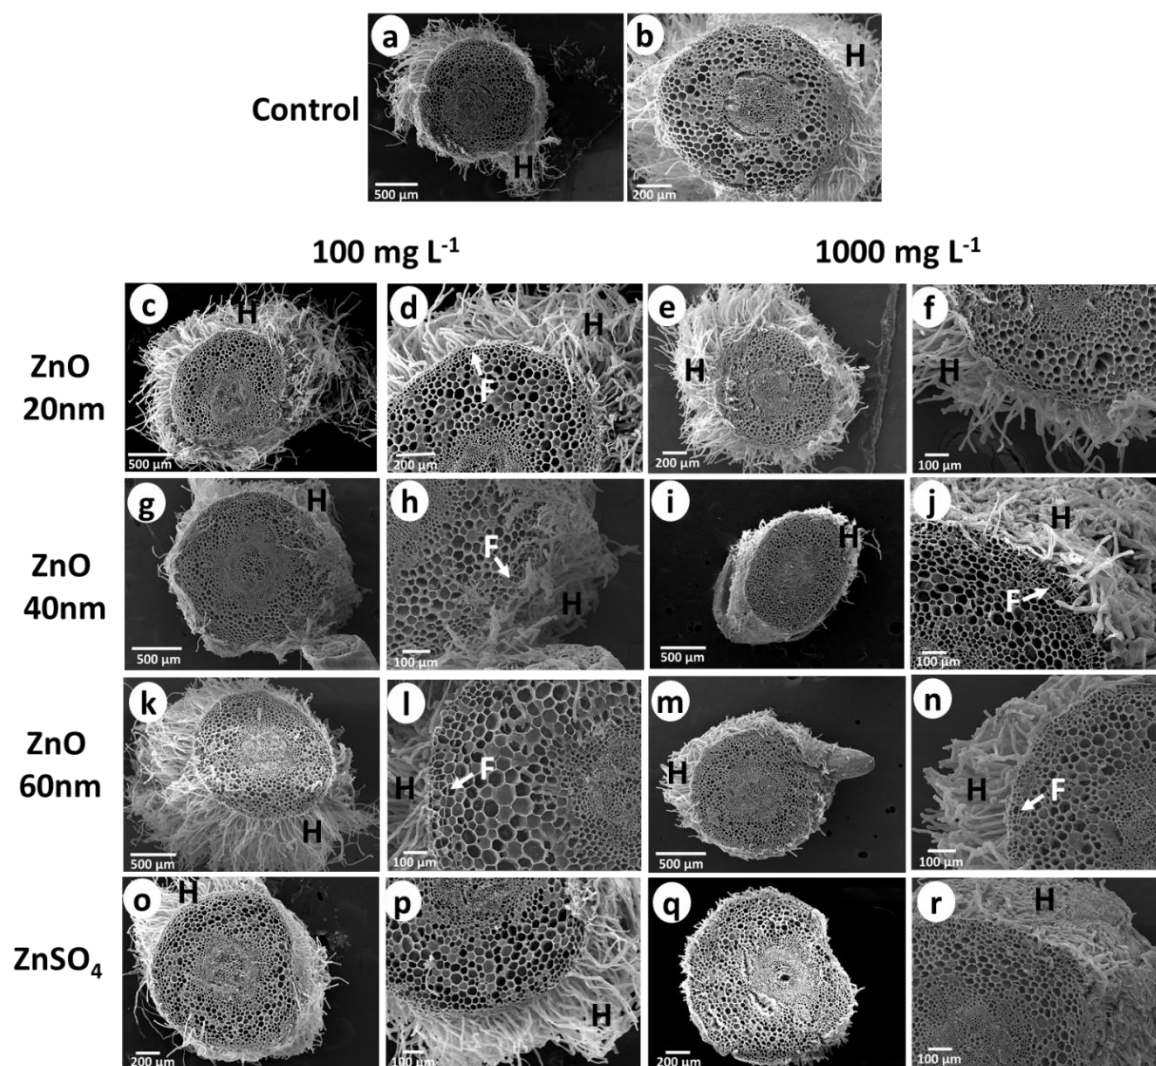 a
b
H
H
Control
500 µm
200 µm
100 mg L-1
1000 mg L-1
c
H
d
H
e
f
ZnO
20nm
F
H
H
500 µm
200 µm
200 µm
100 µm
g
H
h
i
H
j
H
ZnO
40nm
F
H
F
500 µm
100 µm
500 µm
100 µm
k
l
m
n
ZnO
60nm
H
H
F
H
H
F
500 µm
100 µm
500 µm
100 µm
o
H
p
q
r
H
ZnSO4
H
200 µm
100 µm
200 µm
100 µm